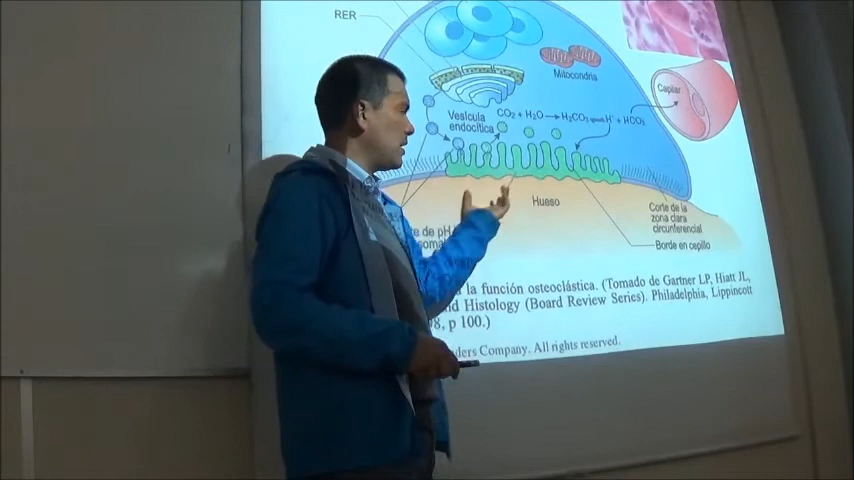 RER
Mitocondria
Capilar
Vesícula
endocítica
CO₂ + H₂O → H₂CO₃ H⁺ + HCO₃
Hueso
Corte de la
zona clara
circunferencial
Borde en cepillo
de pH
la función osteoclástica. (Tomado de Gartner LP, Hiatt JL,
Histology (Board Review Series). Philadelphia, Lippincott
p 100.)
Company. All rights reserved.